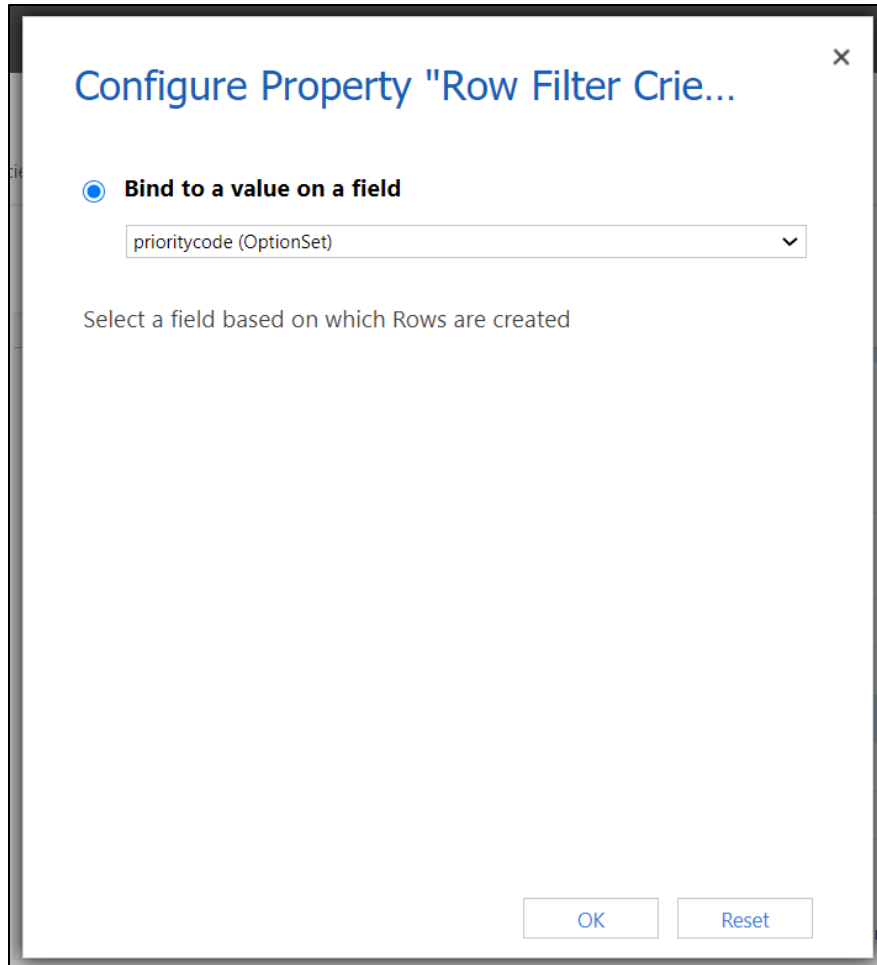 Configure Property "Row Filter Crie...
Bind to a value on a field
prioritycode (OptionSet)
Select a field based on which Rows are created
OK
Reset